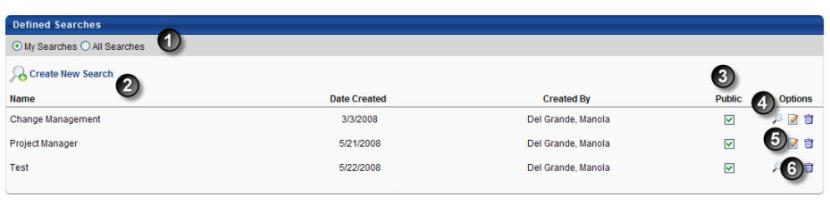 Defined Searches
My Searches All Searches 1
Create New Search 2
3
Name Date Created Created By Public Options
4
Change Management 3/3/2008 Del Grande, Manola
Project Manager 5/21/2008 Del Grande, Manola 5
Test 5/22/2008 Del Grande, Manola 6